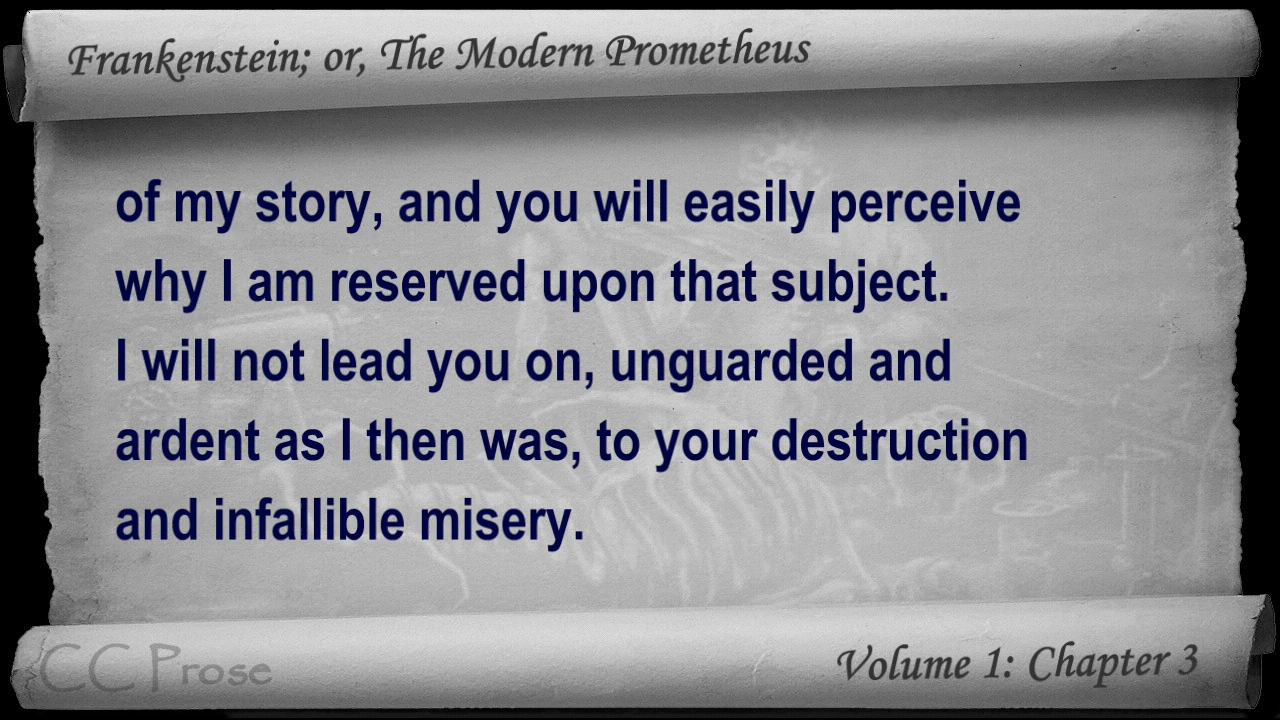 Frankenstein; or, The Modern Prometheus
of my story, and you will easily perceive
why I am reserved upon that subject.
I will not lead you on, unguarded and
ardent as I then was, to your destruction
and infallible misery.
CC Prose
Volume 1: Chapter 3